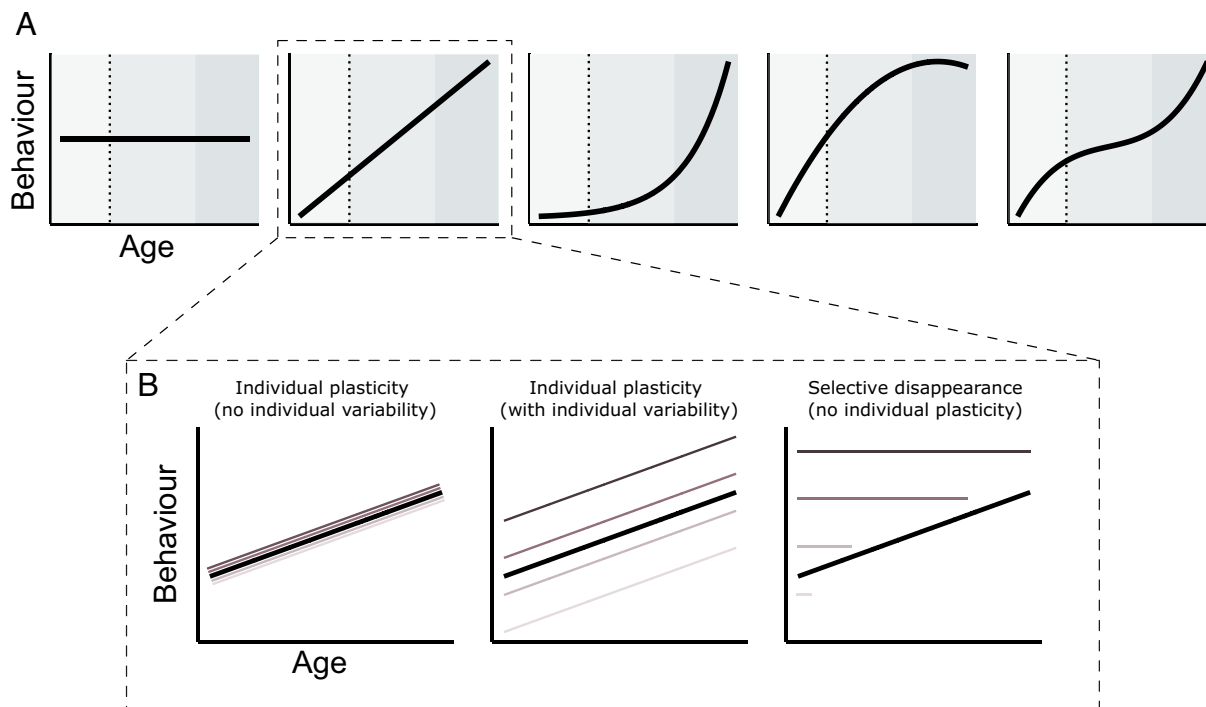 A
Behaviour
Age
B
Individual plasticity
(no individual variability)
Individual plasticity
(with individual variability)
Selective disappearance
(no individual plasticity)
Behaviour
Age